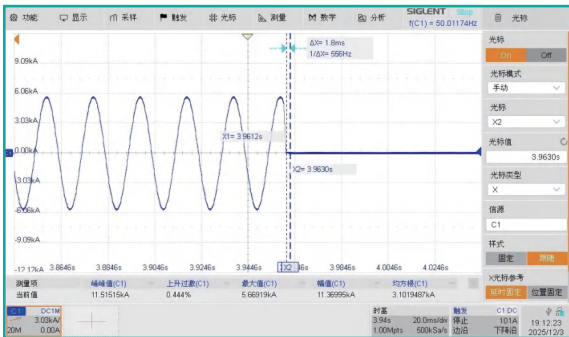 功能 显示 采样 触发 光标 测量 数学 分析
SIGLENT Stop
f(C1) = 50.01174Hz
光标
ΔX= 1.8ms
1/ΔX= 556Hz
9.09kA
6.06kA
3.03kA
0.00kA
-3.03kA
-6.06kA
-9.09kA
-12.12kA
X1= 3.9612s
X2= 3.9630s
3.8646s 3.8846s 3.9046s 3.9246s 3.9446s X2 3.9846s 4.0046s 4.0246s
光标
On Off
光标模式
手动
光标
X2
光标值
3.9630s
光标类型
X
信源
C1
样式
固定 跟随
X光标参考
延时固定 位置固定
测量项 峰峰值(C1) 上升过激(C1) 最大值(C1) 幅值(C1) 均方根(C1)
当前值 11.51515kA 0.444% 5.66919kA 11.36995kA 3.1019487kA
C1 DC1M
3.03kA/
20M 0.00A
时基
3.94s 20.0ms/div
1.00Mpts 500kSa/s
触发 C1 DC
停止 101A
边沿 下降沿
19:12:23
2025/12/3